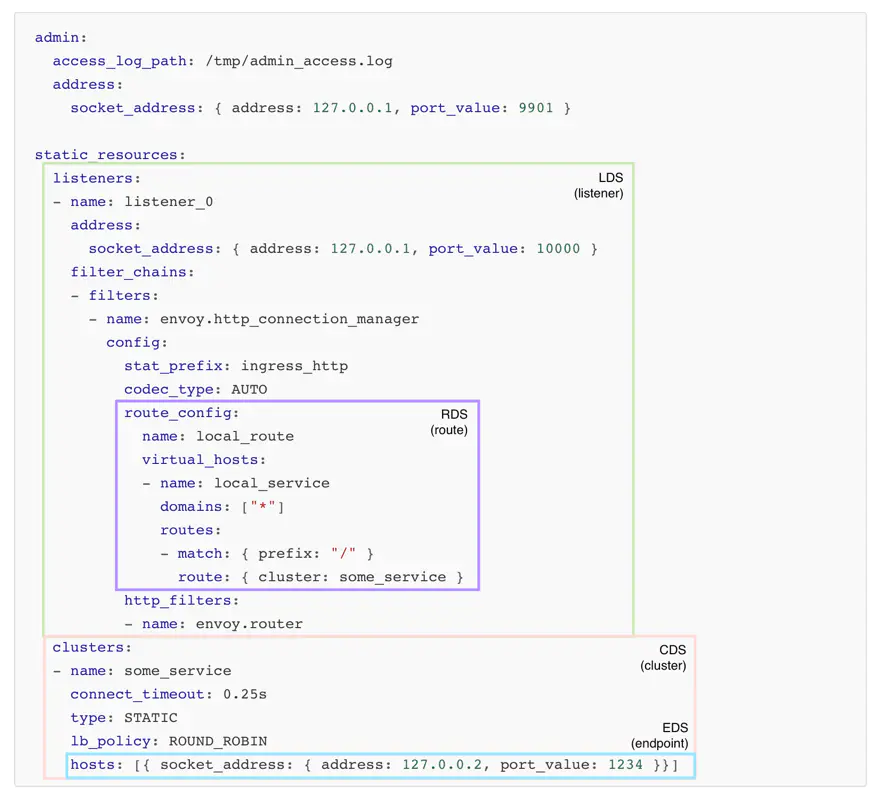 admin:
  access_log_path: /tmp/admin_access.log
  address:
    socket_address: { address: 127.0.0.1, port_value: 9901 }

static_resources:
  listeners:
LDS
(listener)
  - name: listener_0
    address:
      socket_address: { address: 127.0.0.1, port_value: 10000 }
    filter_chains:
    - filters:
      - name: envoy.http_connection_manager
        config:
          stat_prefix: ingress_http
          codec_type: AUTO
          route_config:
RDS
(route)
            name: local_route
            virtual_hosts:
            - name: local_service
              domains: ["*"]
              routes:
              - match: { prefix: "/" }
                route: { cluster: some_service }
          http_filters:
          - name: envoy.router
  clusters:
CDS
(cluster)
  - name: some_service
    connect_timeout: 0.25s
    type: STATIC
    lb_policy: ROUND_ROBIN
EDS
(endpoint)
    hosts: [{ socket_address: { address: 127.0.0.2, port_value: 1234 }}]